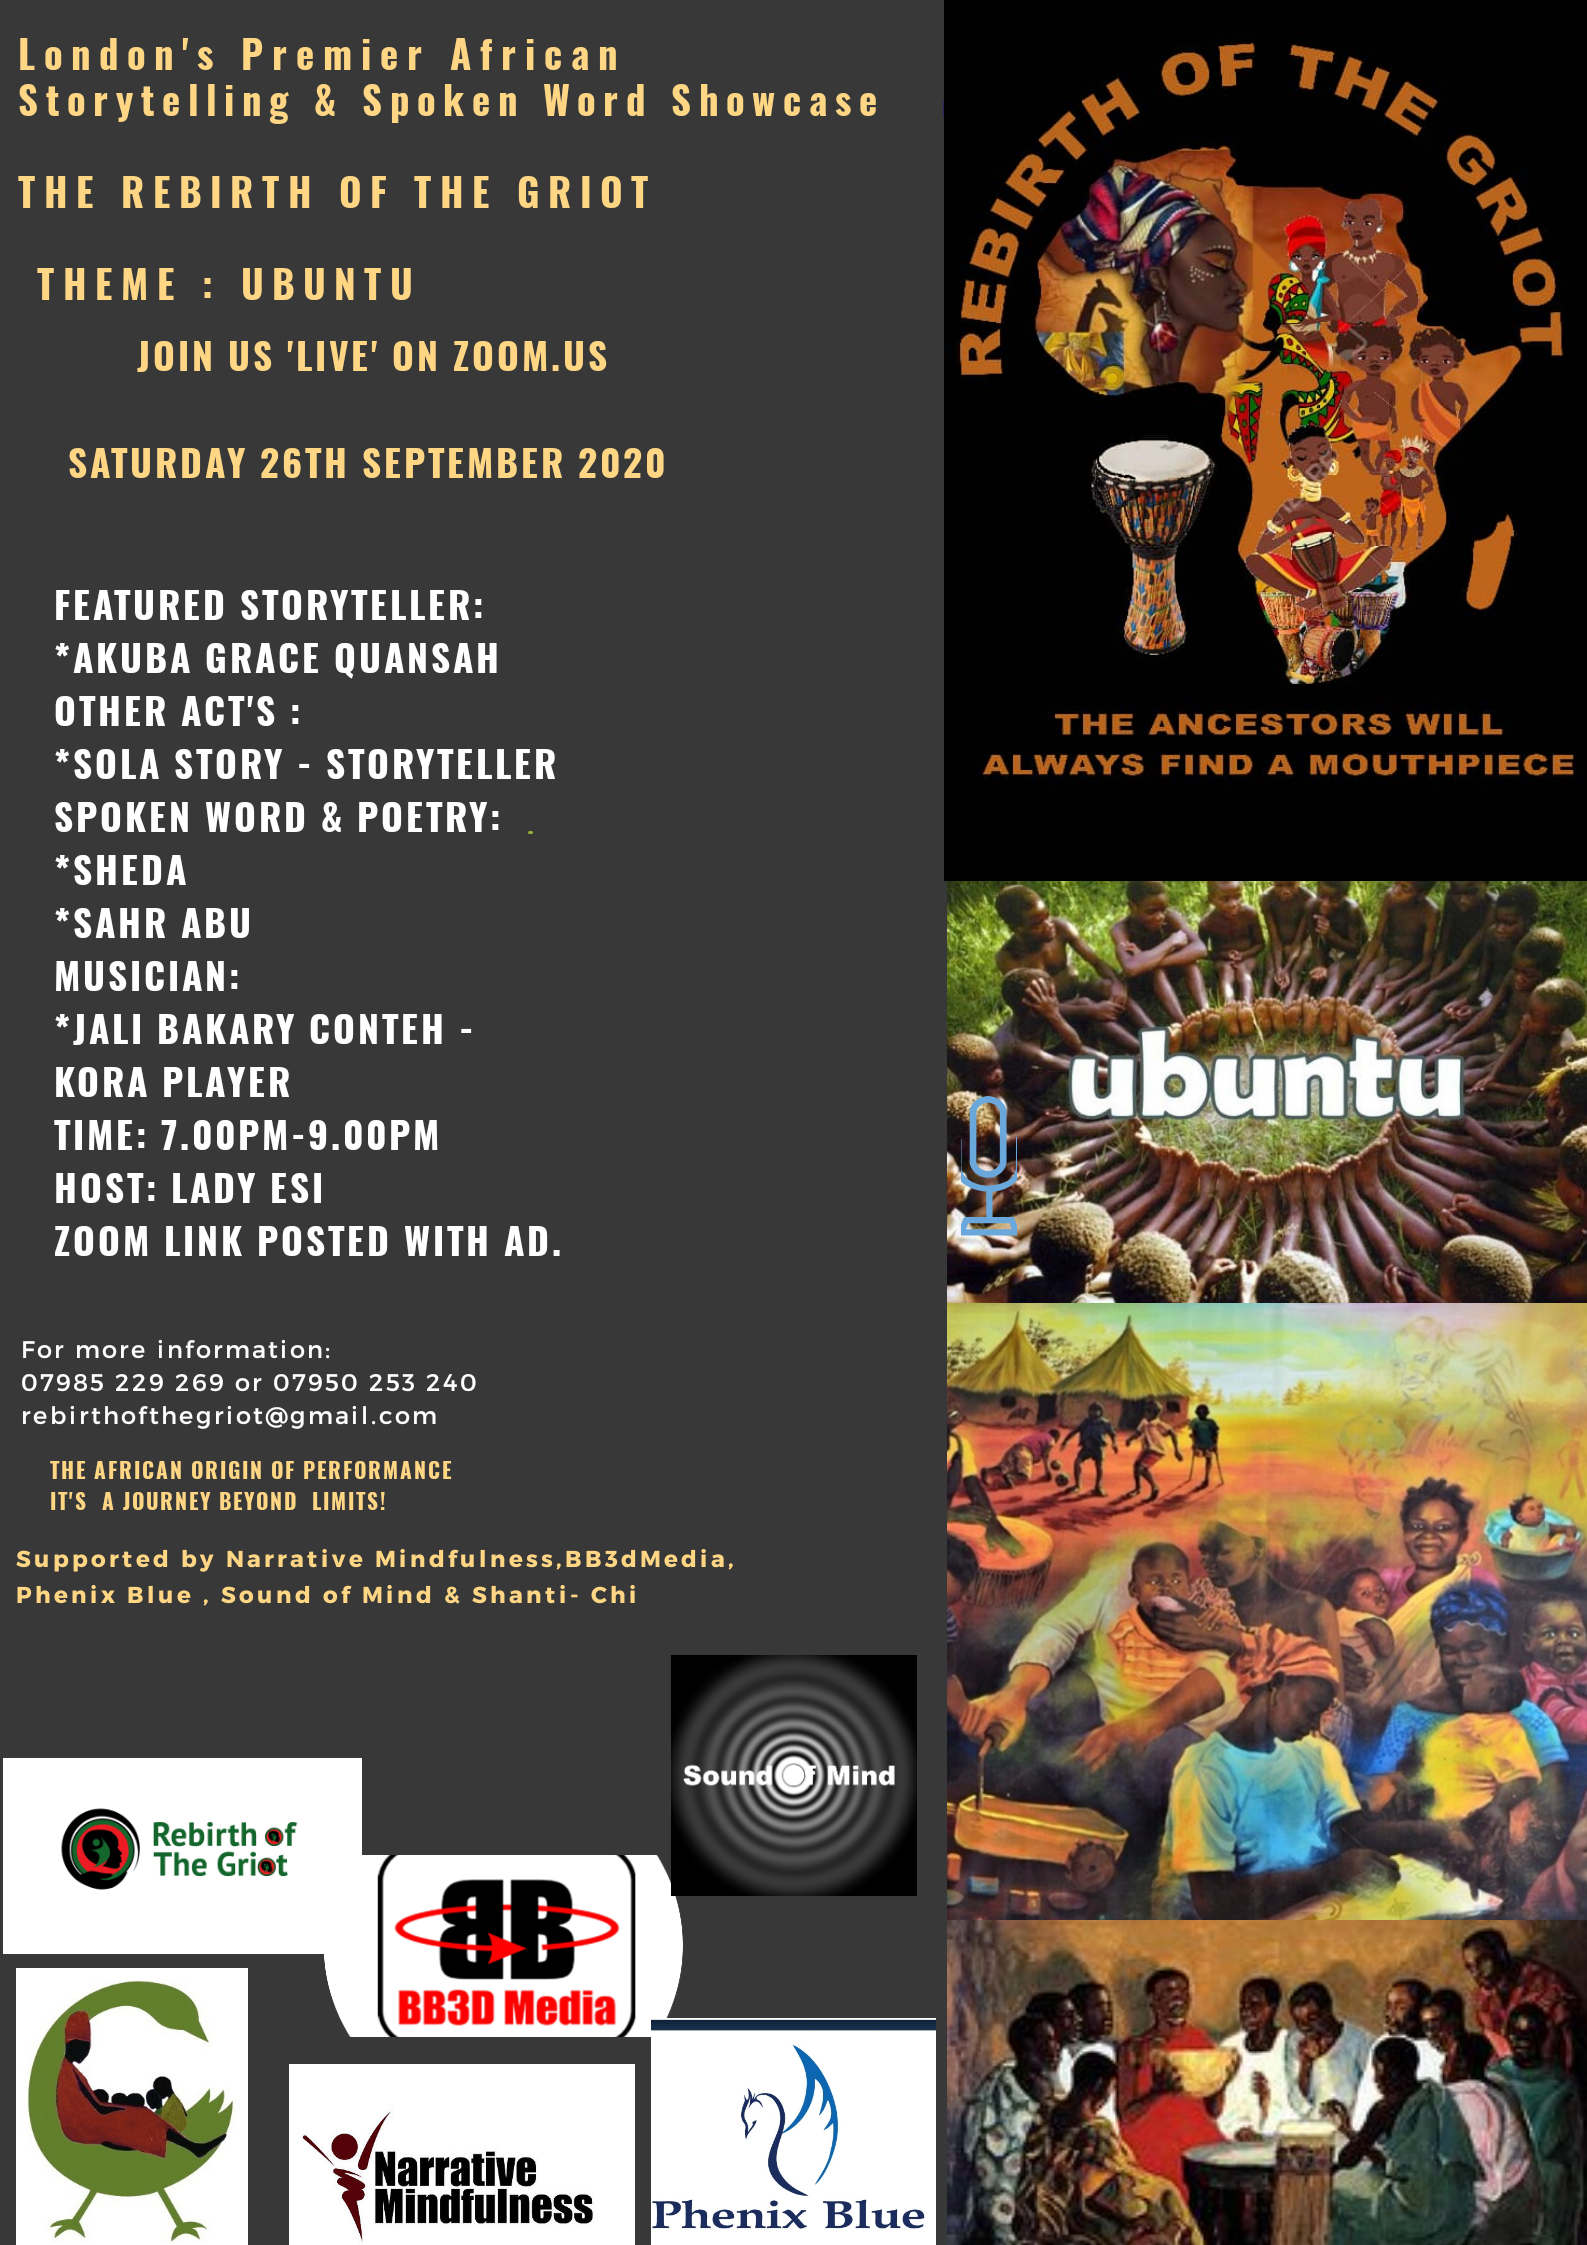 London's Premier African
Storytelling & Spoken Word Showcase
THE REBIRTH OF THE GRIOT
THEME : UBUNTU
JOIN US 'LIVE' ON ZOOM.US
SATURDAY 26TH SEPTEMBER 2020
FEATURED STORYTELLER:
*AKUBA GRACE QUANSAH
OTHER ACT'S :
*SOLA STORY - STORYTELLER
SPOKEN WORD & POETRY:
*SHEDA
*SAHR ABU
MUSICIAN:
*JALI BAKARY CONTEH -
KORA PLAYER
TIME: 7.00PM-9.00PM
HOST: LADY ESI
ZOOM LINK POSTED WITH AD.
For more information:
07985 229 269 or 07950 253 240
rebirthofthegriot@gmail.com
THE AFRICAN ORIGIN OF PERFORMANCE
IT'S A JOURNEY BEYOND LIMITS!
Supported by Narrative Mindfulness,BB3dMedia,
Phenix Blue , Sound of Mind & Shanti- Chi
Sound of Mind
Rebirth of
The Griot
BB
BB3D Media
Narrative
Mindfulness
Phenix Blue
REBIRTH OF THE GRIOT
THE ANCESTORS WILL
ALWAYS FIND A MOUTHPIECE
ubuntu